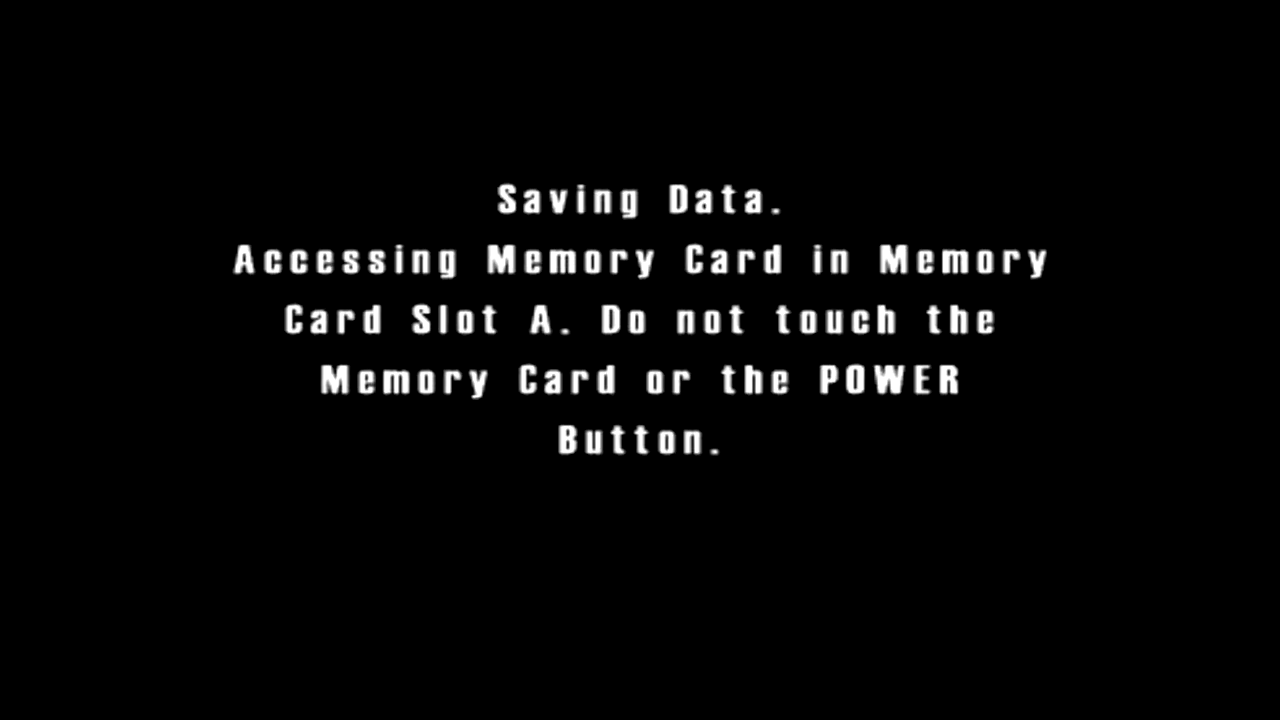 Saving Data.
Accessing Memory Card in Memory
Card Slot A. Do not touch the
Memory Card or the POWER
Button.